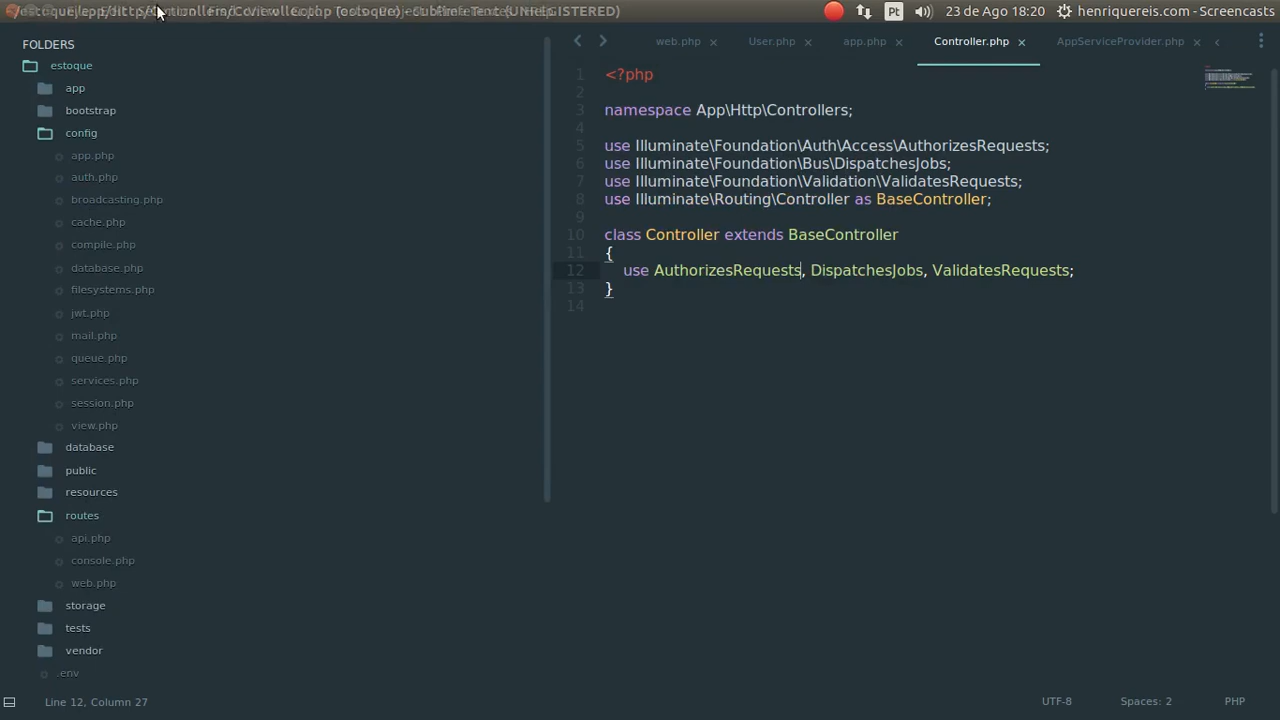 (estoque) - Sublime Text (UNREGISTERED)
Pt
23 de Ago 18:20
henriquereis.com - Screencasts
FOLDERS
estoque
app
bootstrap
config
app.php
auth.php
broadcasting.php
cache.php
compile.php
database.php
filesystems.php
jwt.php
mail.php
queue.php
services.php
session.php
view.php
database
public
resources
routes
api.php
console.php
web.php
storage
tests
vendor
.env
web.php ×
User.php ×
app.php ×
Controller.php ×
AppServiceProvider.php ×
1 <?php
2
3 namespace App\Http\Controllers;
4
5 use Illuminate\Foundation\Auth\Access\AuthorizesRequests;
6 use Illuminate\Foundation\Bus\DispatchesJobs;
7 use Illuminate\Foundation\Validation\ValidatesRequests;
8 use Illuminate\Routing\Controller as BaseController;
9
10 class Controller extends BaseController
11 {
12 use AuthorizesRequests, DispatchesJobs, ValidatesRequests;
13 }
14
Line 12, Column 27
UTF-8
Spaces: 2
PHP